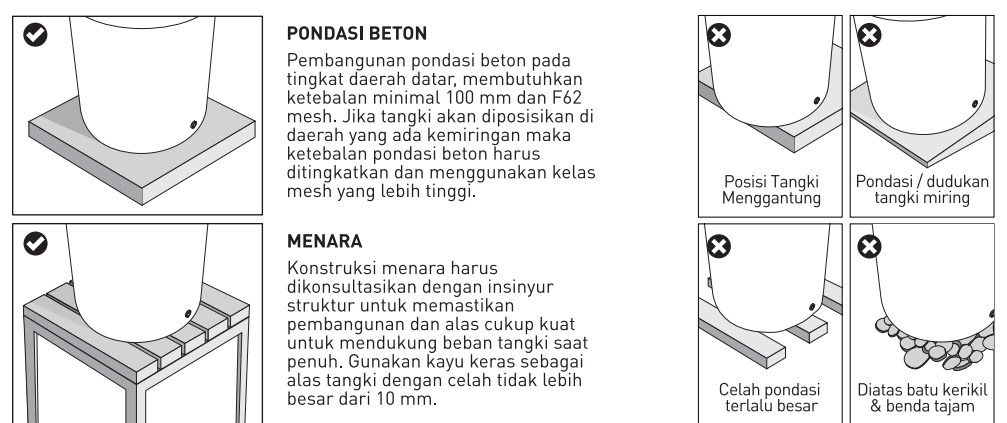 PONDASI BETON
Pembangunan pondasi beton pada
tingkat daerah datar, membutuhkan
ketebalan minimal 100 mm dan F62
mesh. Jika tangki akan diposisikan di
daerah yang ada kemiringan maka
ketebalan pondasi beton harus
ditingkatkan dan menggunakan kelas
mesh yang lebih tinggi.
MENARA
Konstruksi menara harus
dikonsultasikan dengan insinyur
struktur untuk memastikan
pembangunan dan alas cukup kuat
untuk mendukung beban tangki saat
penuh. Gunakan kayu keras sebagai
alas tangki dengan celah tidak lebih
besar dari 10 mm.
Posisi Tangki
Menggantung
Pondasi / dudukan
tangki miring
Celah pondasi
terlalu besar
Diatas batu kerikil
& benda tajam